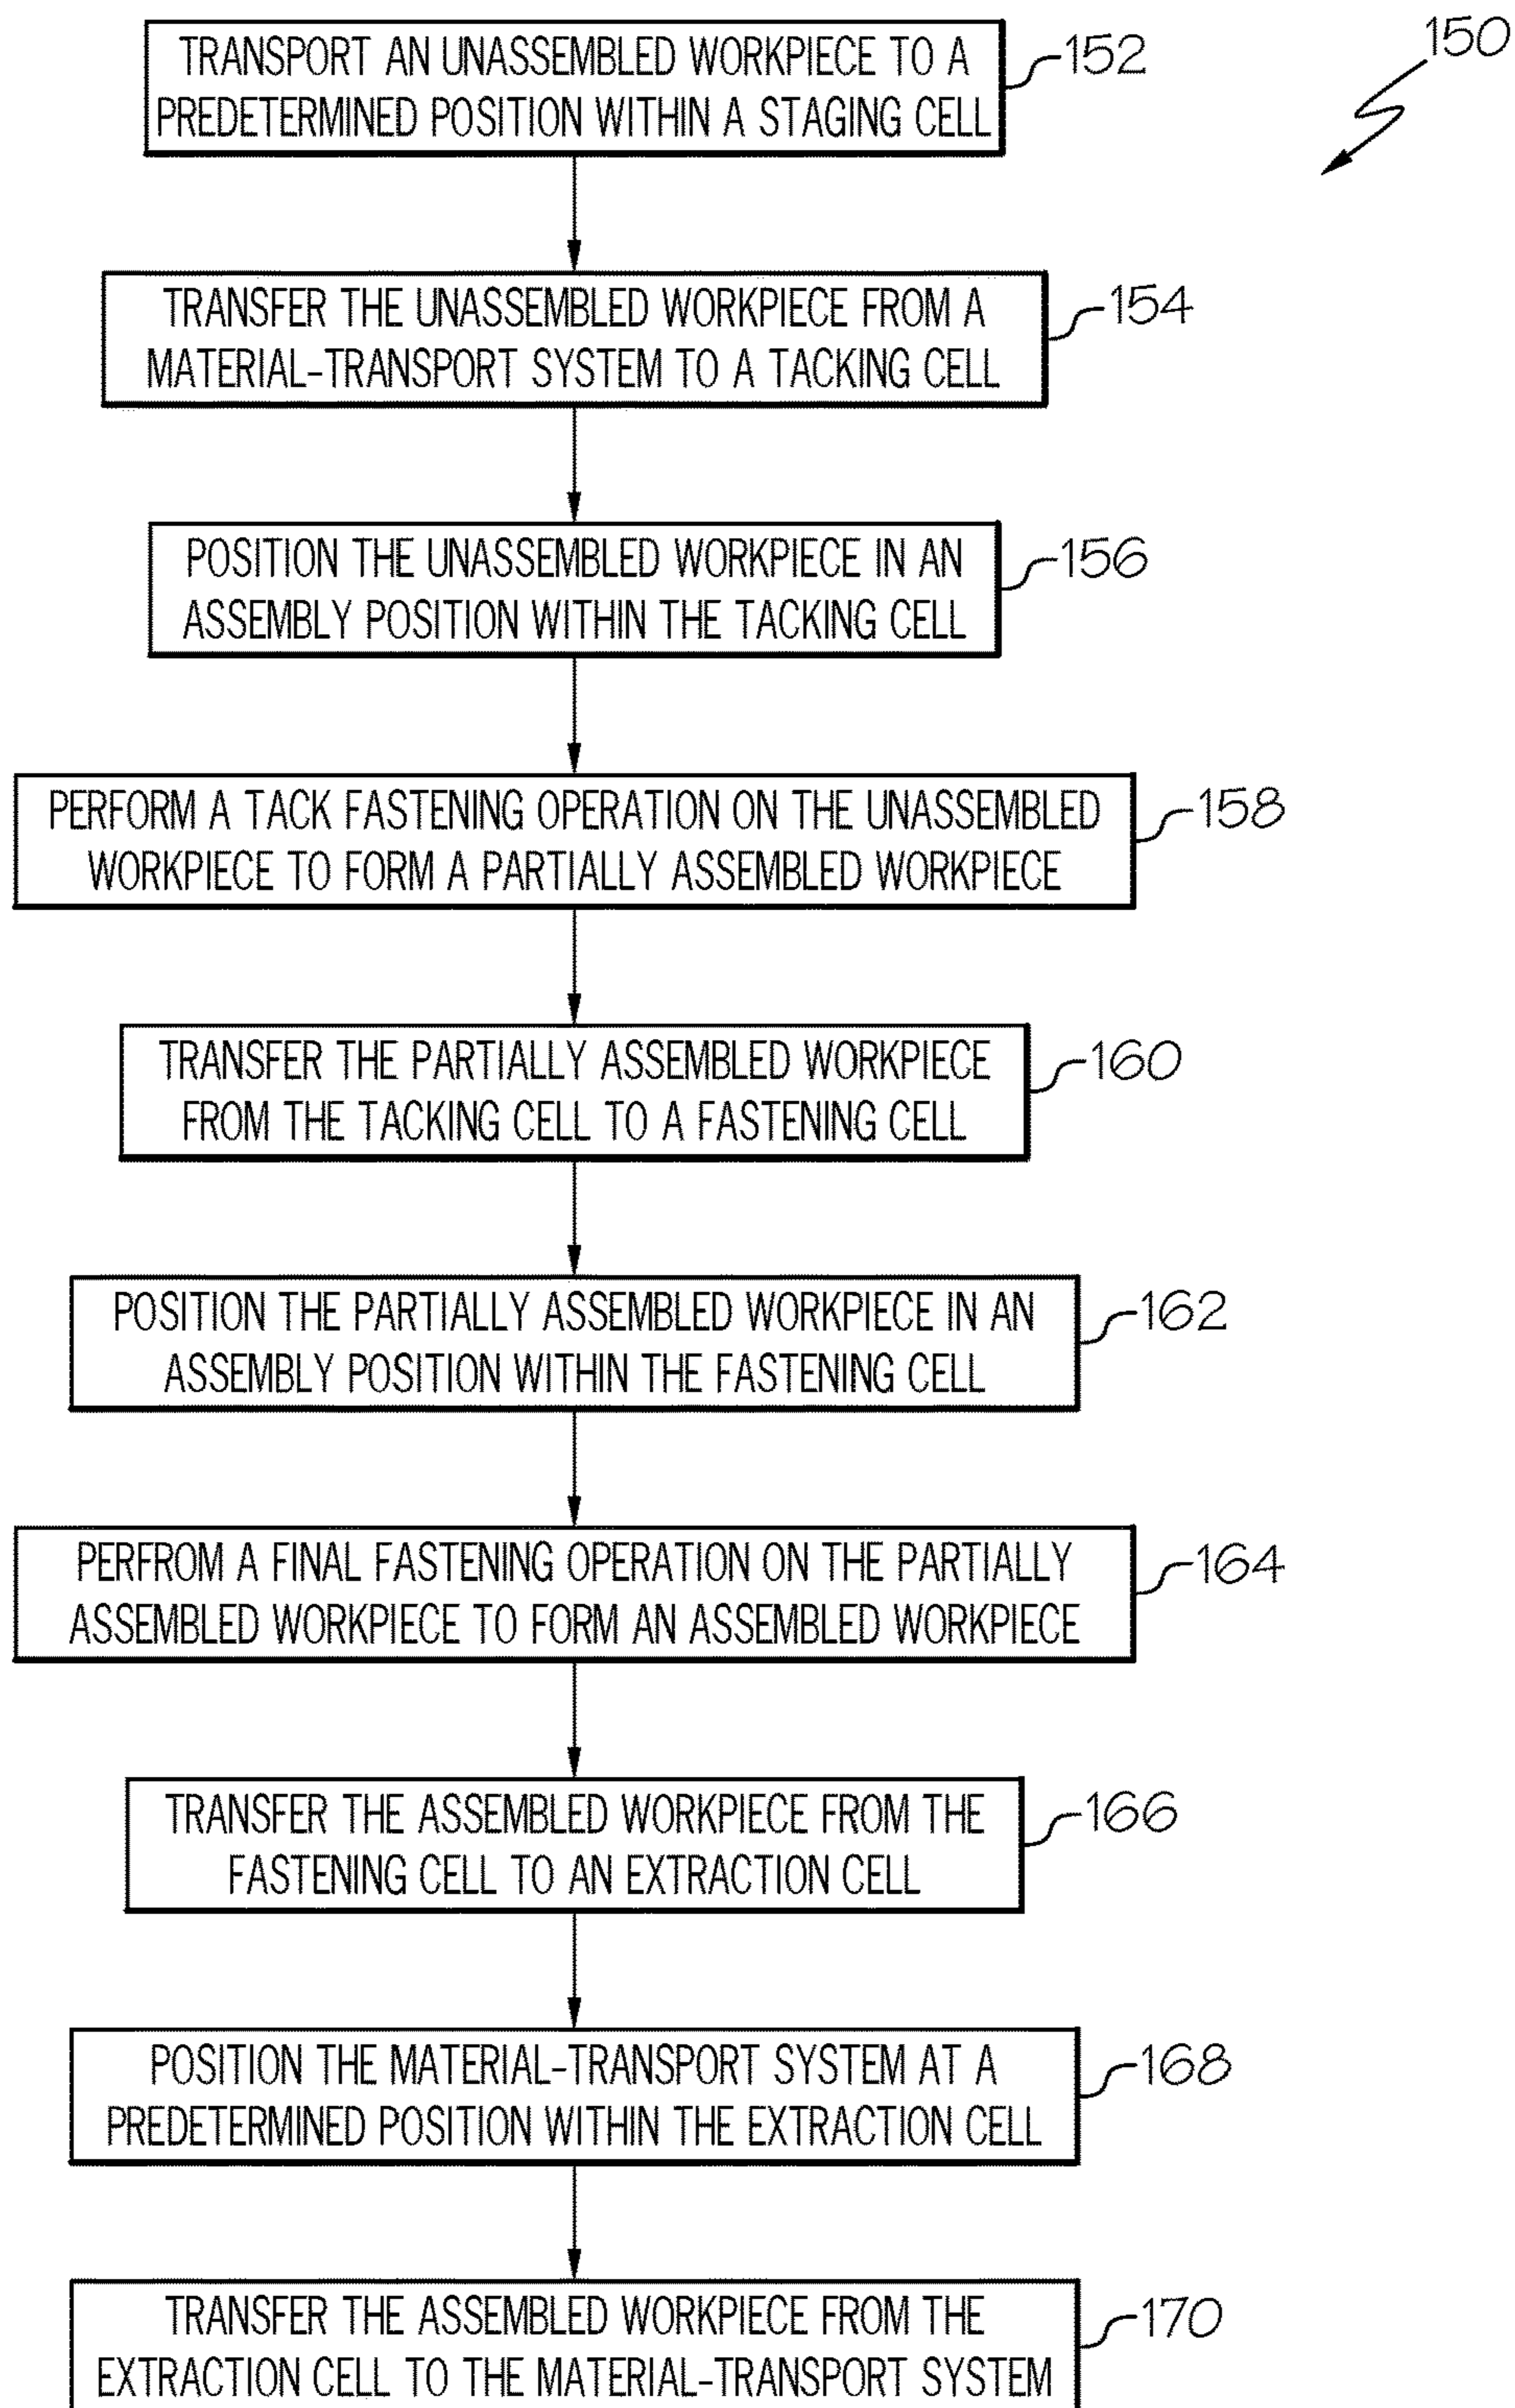 150
TRANSPORT AN UNASSEMBLED WORKPIECE TO A
PREDETERMINED POSITION WITHIN A STAGING CELL
152
TRANSFER THE UNASSEMBLED WORKPIECE FROM A
MATERIAL-TRANSPORT SYSTEM TO A TACKING CELL
154
POSITION THE UNASSEMBLED WORKPIECE IN AN
ASSEMBLY POSITION WITHIN THE TACKING CELL
156
PERFORM A TACK FASTENING OPERATION ON THE UNASSEMBLED
WORKPIECE TO FORM A PARTIALLY ASSEMBLED WORKPIECE
158
TRANSFER THE PARTIALLY ASSEMBLED WORKPIECE
FROM THE TACKING CELL TO A FASTENING CELL
160
POSITION THE PARTIALLY ASSEMBLED WORKPIECE IN AN
ASSEMBLY POSITION WITHIN THE FASTENING CELL
162
PERFROM A FINAL FASTENING OPERATION ON THE PARTIALLY
ASSEMBLED WORKPIECE TO FORM AN ASSEMBLED WORKPIECE
164
TRANSFER THE ASSEMBLED WORKPIECE FROM THE
FASTENING CELL TO AN EXTRACTION CELL
166
POSITION THE MATERIAL-TRANSPORT SYSTEM AT A
PREDETERMINED POSITION WITHIN THE EXTRACTION CELL
168
TRANSFER THE ASSEMBLED WORKPIECE FROM THE
EXTRACTION CELL TO THE MATERIAL-TRANSPORT SYSTEM
170